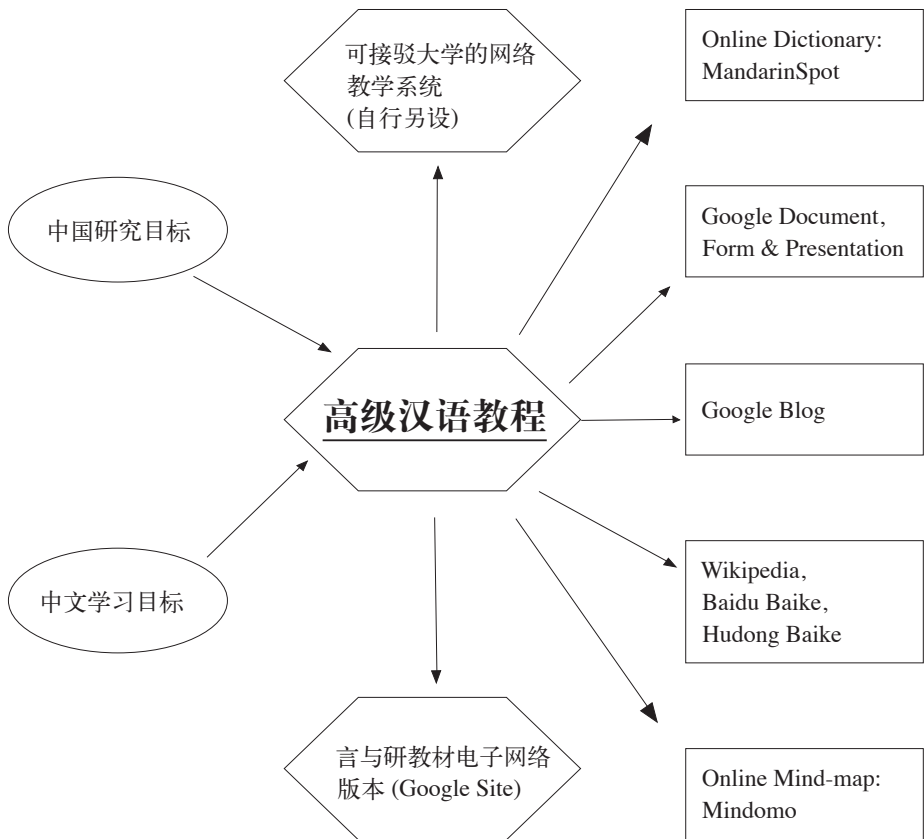 可接驳大学的网络
教学系统
(自行另设)
Online Dictionary:
MandarinSpot
中国研究目标
Google Document,
Form & Presentation
高级汉语教程
Google Blog
中文学习目标
Wikipedia,
Baidu Baike,
Hudong Baike
言与研教材电子网络
版本 (Google Site)
Online Mind-map:
Mindomo